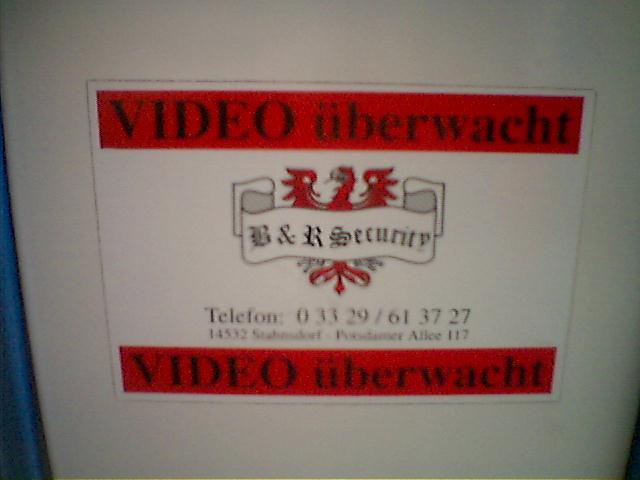 VIDEO überwacht
B & R Security
Telefon: 0 33 29 / 61 37 27
14532 Stahnsdorf - Potsdamer Allee 117
VIDEO überwacht